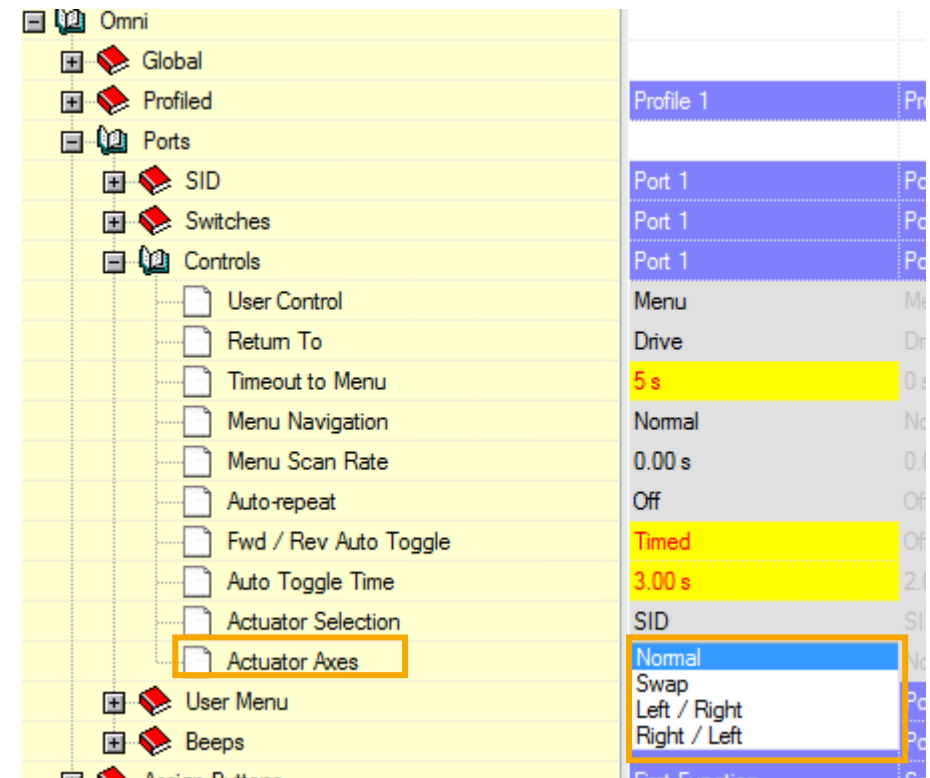 Omni
Global
Profiled Profile 1
Ports
SID Port 1
Switches Port 1
Controls Port 1
User Control Menu
Return To Drive
Timeout to Menu 5 s
Menu Navigation Normal
Menu Scan Rate 0.00 s
Auto-repeat Off
Fwd / Rev Auto Toggle Timed
Auto Toggle Time 3.00 s
Actuator Selection SID
Actuator Axes Normal
Swap
Left / Right
User Menu
Right / Left
Beeps